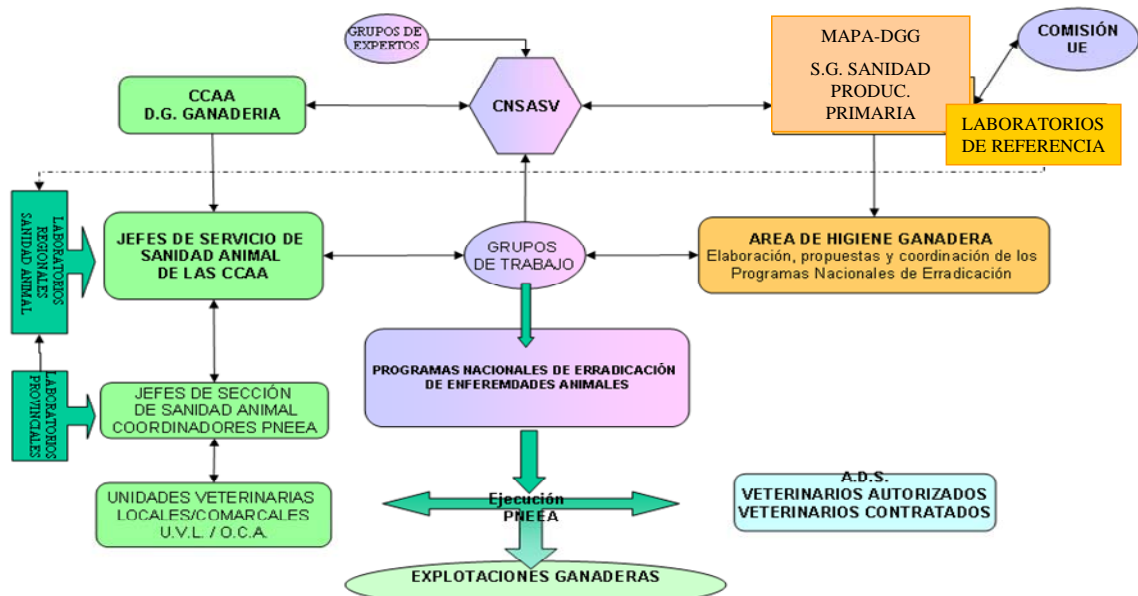 GRUPOS DE
EXPERTOS
MAPA-DGG
S.G. SANIDAD
PRODUC.
PRIMARIA
COMISIÓN
UE
CCAA
D.G. GANADERIA
CNSASV
LABORATORIOS
DE REFERENCIA
LABORATORIOS
REGIONALES
SANIDAD ANIMAL
JEFES DE SERVICIO DE
SANIDAD ANIMAL
DE LAS CCAA
GRUPOS
DE TRABAJO
AREA DE HIGIENE GANADERA
Elaboración, propuestas y coordinación de los
Programas Nacionales de Erradicación
PROGRAMAS NACIONALES DE ERRADICACIÓN
DE ENFEREMDADES ANIMALES
LABORATORIOS
PROVINCIALES
JEFES DE SECCIÓN
DE SANIDAD ANIMAL
COORDINADORES PNEEA
UNIDADES VETERINARIAS
LOCALES/COMARCALES
U.V.L. / O.C.A.
Ejecución
PNEEA
A.D.S.
VETERINARIOS AUTORIZADOS
VETERINARIOS CONTRATADOS
EXPLOTACIONES GANADERAS